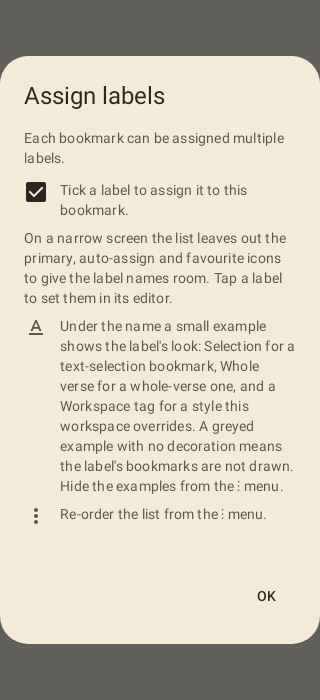 Assign labels
Each bookmark can be assigned multiple
labels.
Tick a label to assign it to this
bookmark.
On a narrow screen the list leaves out the
primary, auto-assign and favourite icons
to give the label names room. Tap a label
to set them in its editor.
A
Under the name a small example
shows the label's look: Selection for a
text-selection bookmark, Whole
verse for a whole-verse one, and a
Workspace tag for a style this
workspace overrides. A greyed
example with no decoration means
the label's bookmarks are not drawn.
Hide the examples from the ⋮ menu.
Re-order the list from the ⋮ menu.
OK